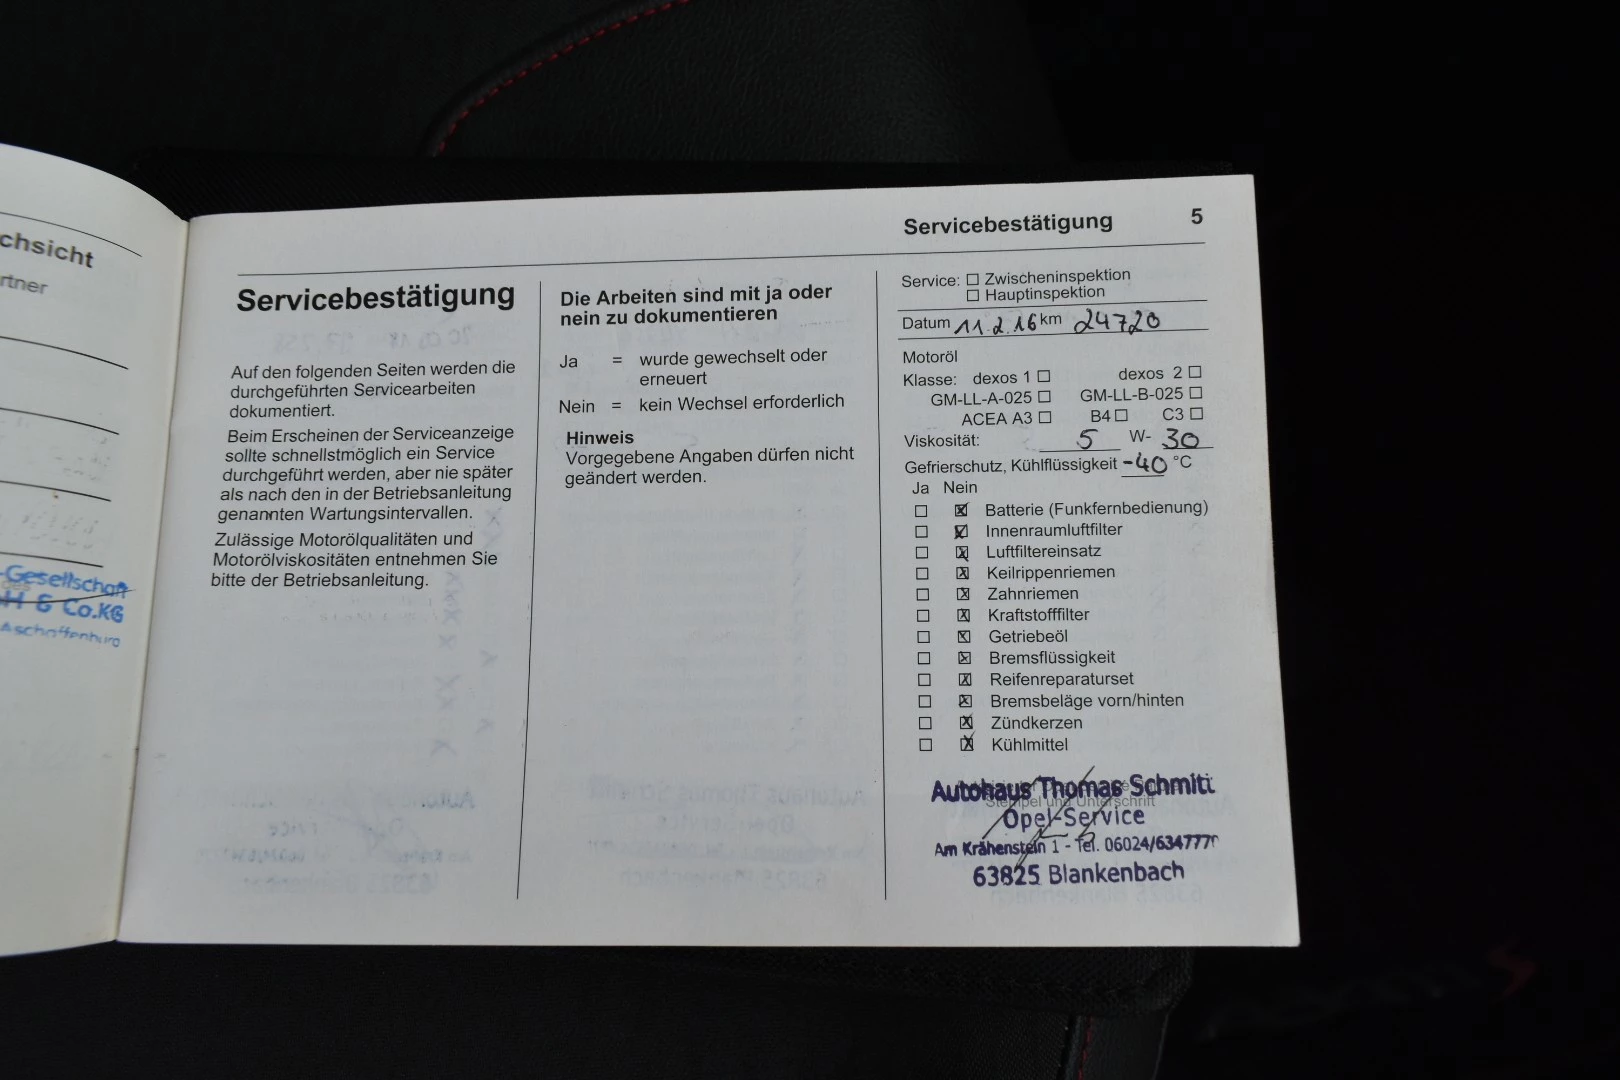 chsicht
rtner
-Gesellschaft
H & Co.KG
Aschaffenburg
Servicebestätigung 5
Servicebestätigung
Auf den folgenden Seiten werden die
durchgeführten Servicearbeiten
dokumentiert.
Beim Erscheinen der Serviceanzeige
sollte schnellstmöglich ein Service
durchgeführt werden, aber nie später
als nach den in der Betriebsanleitung
genannten Wartungsintervallen.
Zulässige Motorölqualitäten und
Motorölviskositäten entnehmen Sie
bitte der Betriebsanleitung.
Die Arbeiten sind mit ja oder
nein zu dokumentieren
Ja = wurde gewechselt oder
erneuert
Nein = kein Wechsel erforderlich
Hinweis
Vorgegebene Angaben dürfen nicht
geändert werden.
Service: ☐ Zwischeninspektion
☐ Hauptinspektion
Datum 11.2.16 km 24720
Motoröl
Klasse: dexos 1 ☐ dexos 2 ☐
GM-LL-A-025 ☐ GM-LL-B-025 ☐
ACEA A3 ☐ B4 ☐ C3 ☐
Viskosität: 5 W- 30
Gefrierschutz, Kühlflüssigkeit -40 °C
Ja Nein
☐ ☒ Batterie (Funkfernbedienung)
☐ ☒ Innenraumluftfilter
☐ ☒ Luftfiltereinsatz
☐ ☒ Keilrippenriemen
☐ ☒ Zahnriemen
☐ ☒ Kraftstofffilter
☐ ☒ Getriebeöl
☐ ☒ Bremsflüssigkeit
☐ ☒ Reifenreparaturset
☐ ☒ Bremsbeläge vorn/hinten
☐ ☒ Zündkerzen
☐ ☒ Kühlmittel
Autohaus Thomas Schmitt
Stempel und Unterschrift
Opel-Service
Am Krähenstein 1 - Tel. 06024/634777
63825 Blankenbach